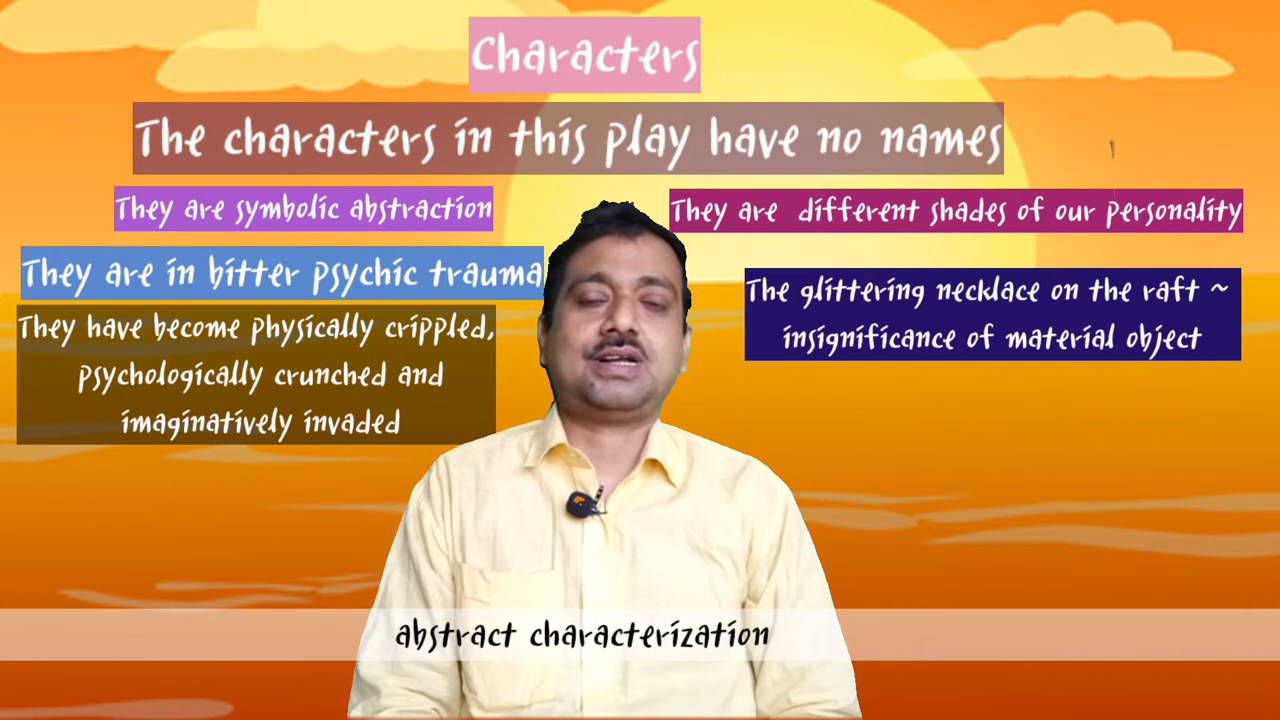 Characters
The characters in this play have no names
They are symbolic abstraction
They are different shades of our personality
They are in bitter psychic trauma
The glittering necklace on the raft ~
insignificance of material object
They have become physically crippled,
psychologically crunched and
imaginatively invaded
abstract characterization